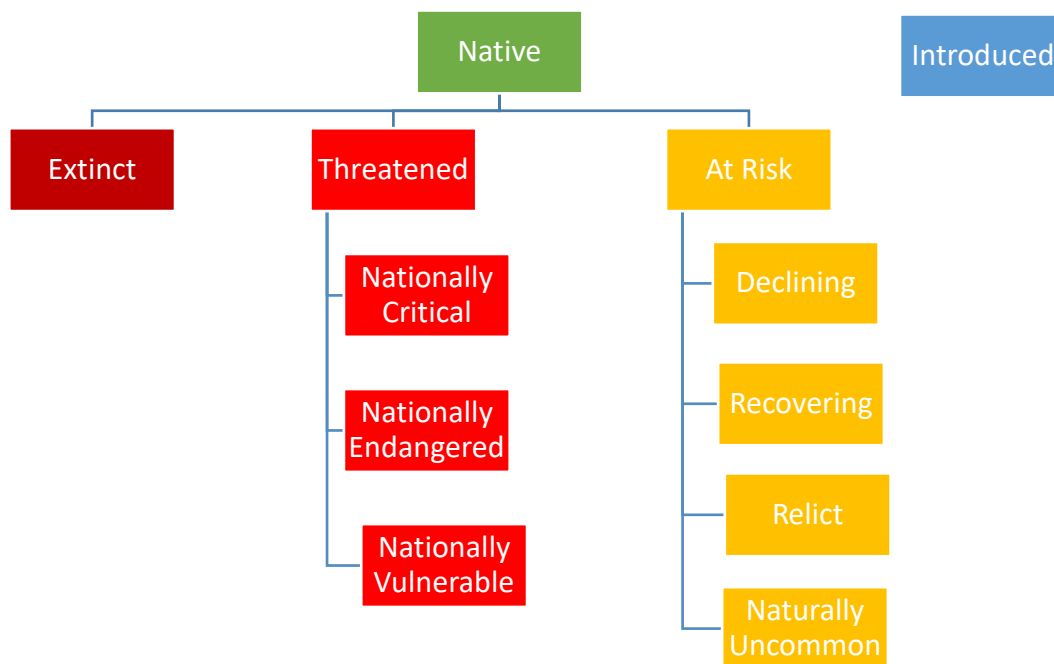 Native
Introduced
Extinct
Threatened
At Risk
Nationally
Critical
Nationally
Endangered
Nationally
Vulnerable
Declining
Recovering
Relict
Naturally
Uncommon